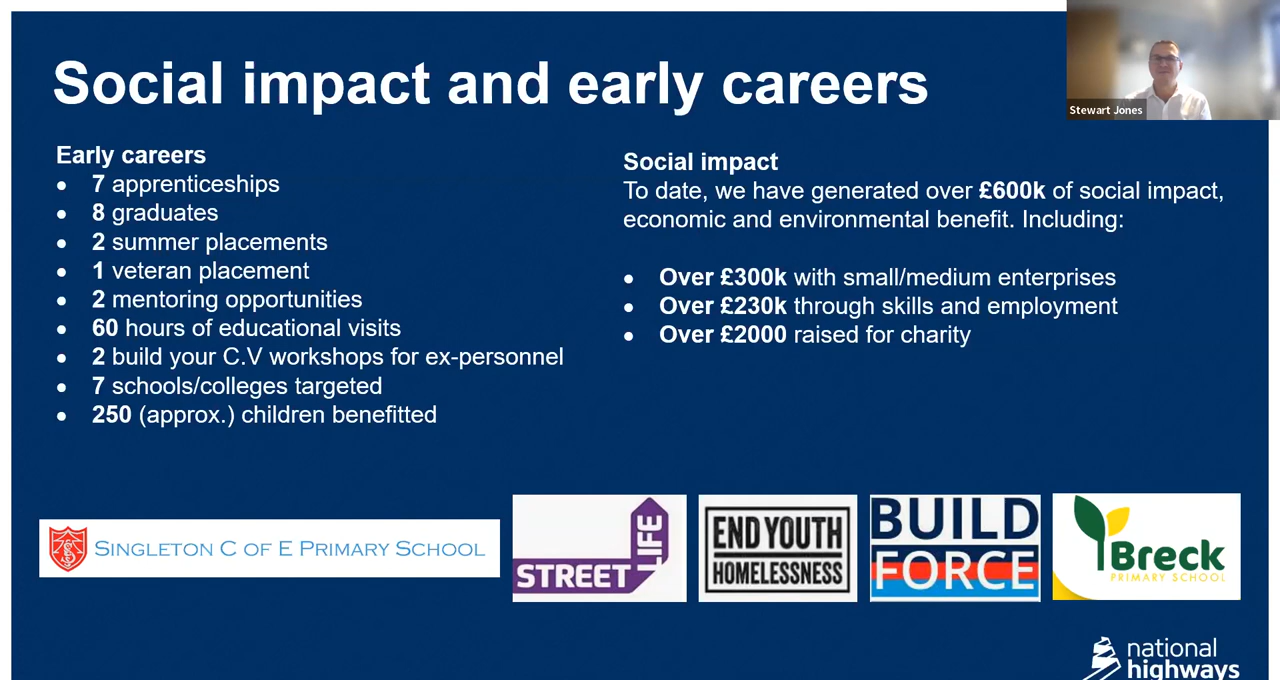 Social impact and early careers
Stewart Jones
Early careers
• 7 apprenticeships
• 8 graduates
• 2 summer placements
• 1 veteran placement
• 2 mentoring opportunities
• 60 hours of educational visits
• 2 build your C.V workshops for ex-personnel
• 7 schools/colleges targeted
• 250 (approx.) children benefitted
Social impact
To date, we have generated over £600k of social impact,
economic and environmental benefit. Including:
• Over £300k with small/medium enterprises
• Over £230k through skills and employment
• Over £2000 raised for charity
SINGLETON C OF E PRIMARY SCHOOL
STREET
LIFE
END YOUTH
HOMELESSNESS
BUILD
FORCE
Breck
PRIMARY SCHOOL
national
highways